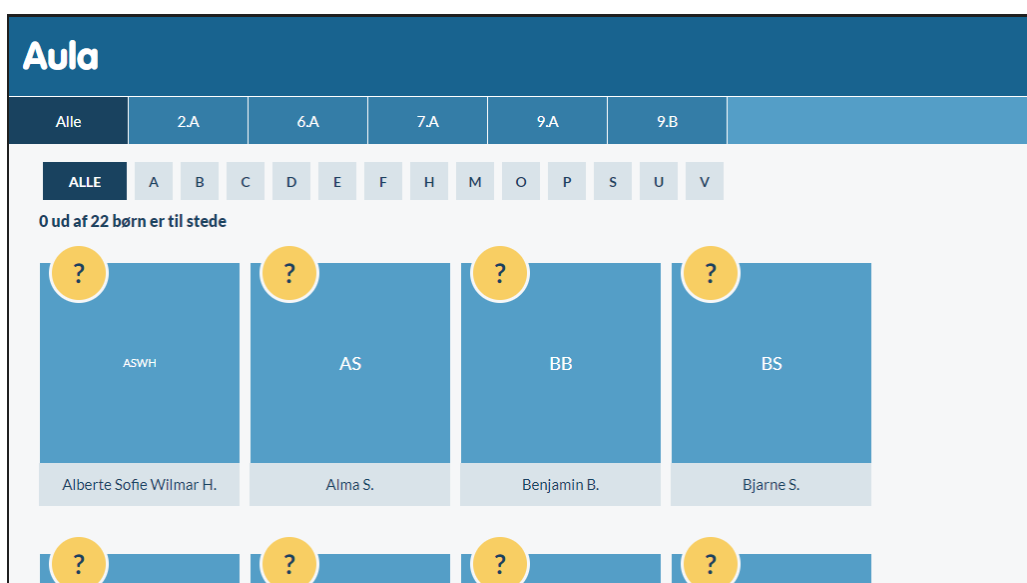 Aula
Alle 2.A 6.A 7.A 9.A 9.B
ALLE A B C D E F H M O P S U V
0 ud af 22 børn er til stede
? ? ? ?
ASWH AS BB BS
Alberte Sofie Wilmar H. Alma S. Benjamin B. Bjarne S.
? ? ? ?